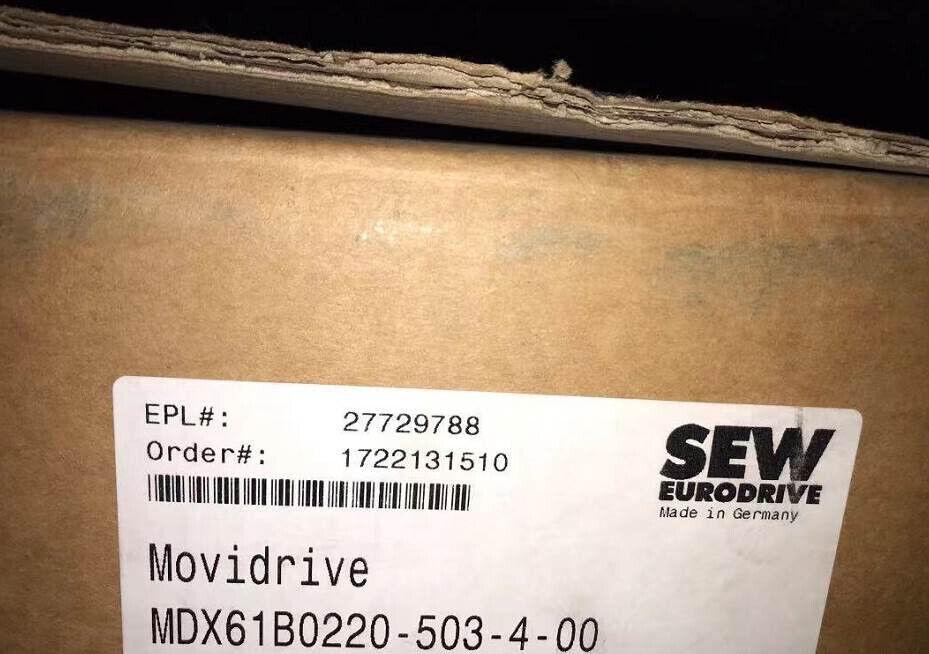 EPL#: 27729788
Order#: 1722131510
SEW
EURODRIVE
Made in Germany
Movidrive
MDX61B0220-503-4-00